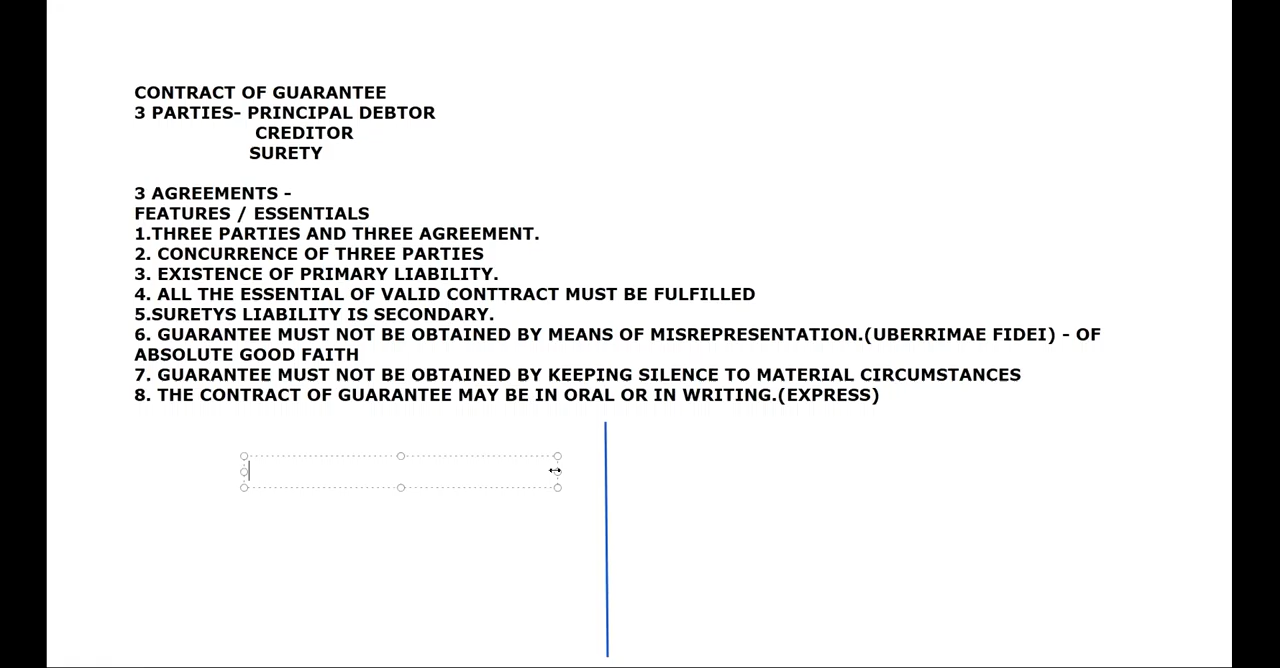 CONTRACT OF GUARANTEE
3 PARTIES- PRINCIPAL DEBTOR
CREDITOR
SURETY
3 AGREEMENTS -
FEATURES / ESSENTIALS
1.THREE PARTIES AND THREE AGREEMENT.
2. CONCURRENCE OF THREE PARTIES
3. EXISTENCE OF PRIMARY LIABILITY.
4. ALL THE ESSENTIAL OF VALID CONTTRACT MUST BE FULFILLED
5.SURETYS LIABILITY IS SECONDARY.
6. GUARANTEE MUST NOT BE OBTAINED BY MEANS OF MISREPRESENTATION.(UBERRIMAE FIDEI) - OF
ABSOLUTE GOOD FAITH
7. GUARANTEE MUST NOT BE OBTAINED BY KEEPING SILENCE TO MATERIAL CIRCUMSTANCES
8. THE CONTRACT OF GUARANTEE MAY BE IN ORAL OR IN WRITING.(EXPRESS)